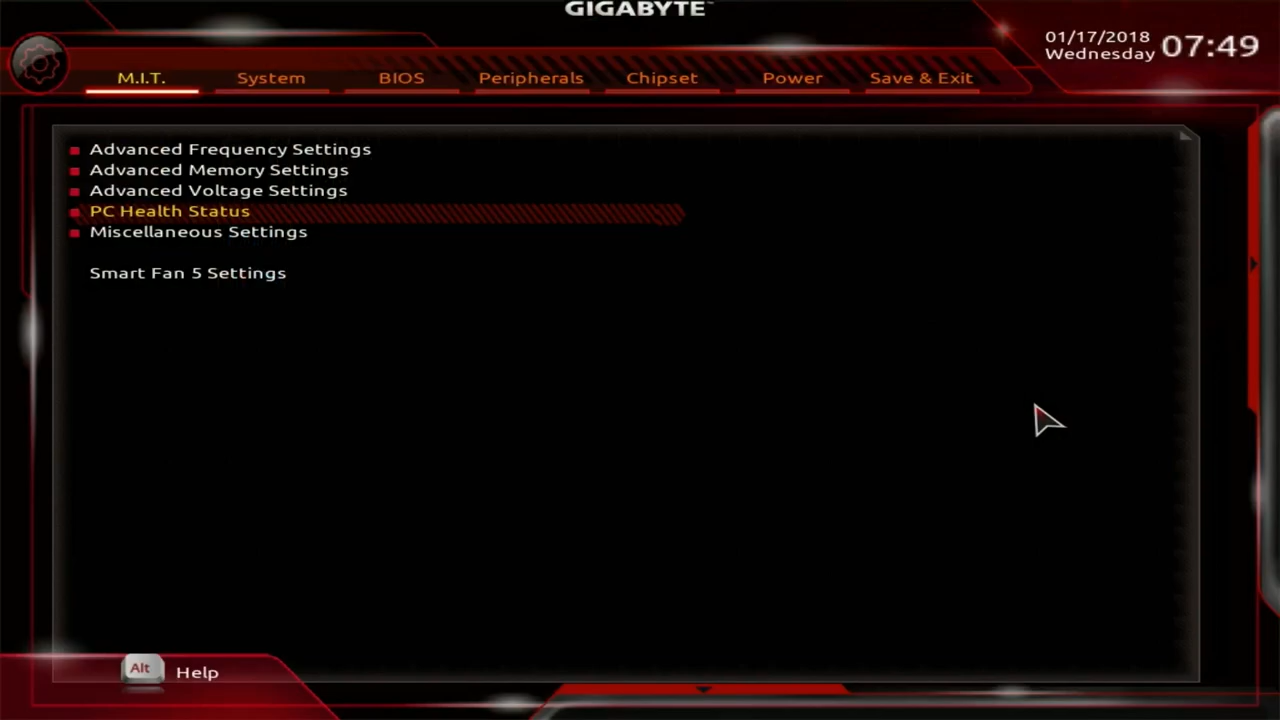 GIGABYTE™
01/17/2018
Wednesday
07:49
M.I.T. System BIOS Peripherals Chipset Power Save & Exit
Advanced Frequency Settings
Advanced Memory Settings
Advanced Voltage Settings
PC Health Status
Miscellaneous Settings
Smart Fan 5 Settings
Alt Help